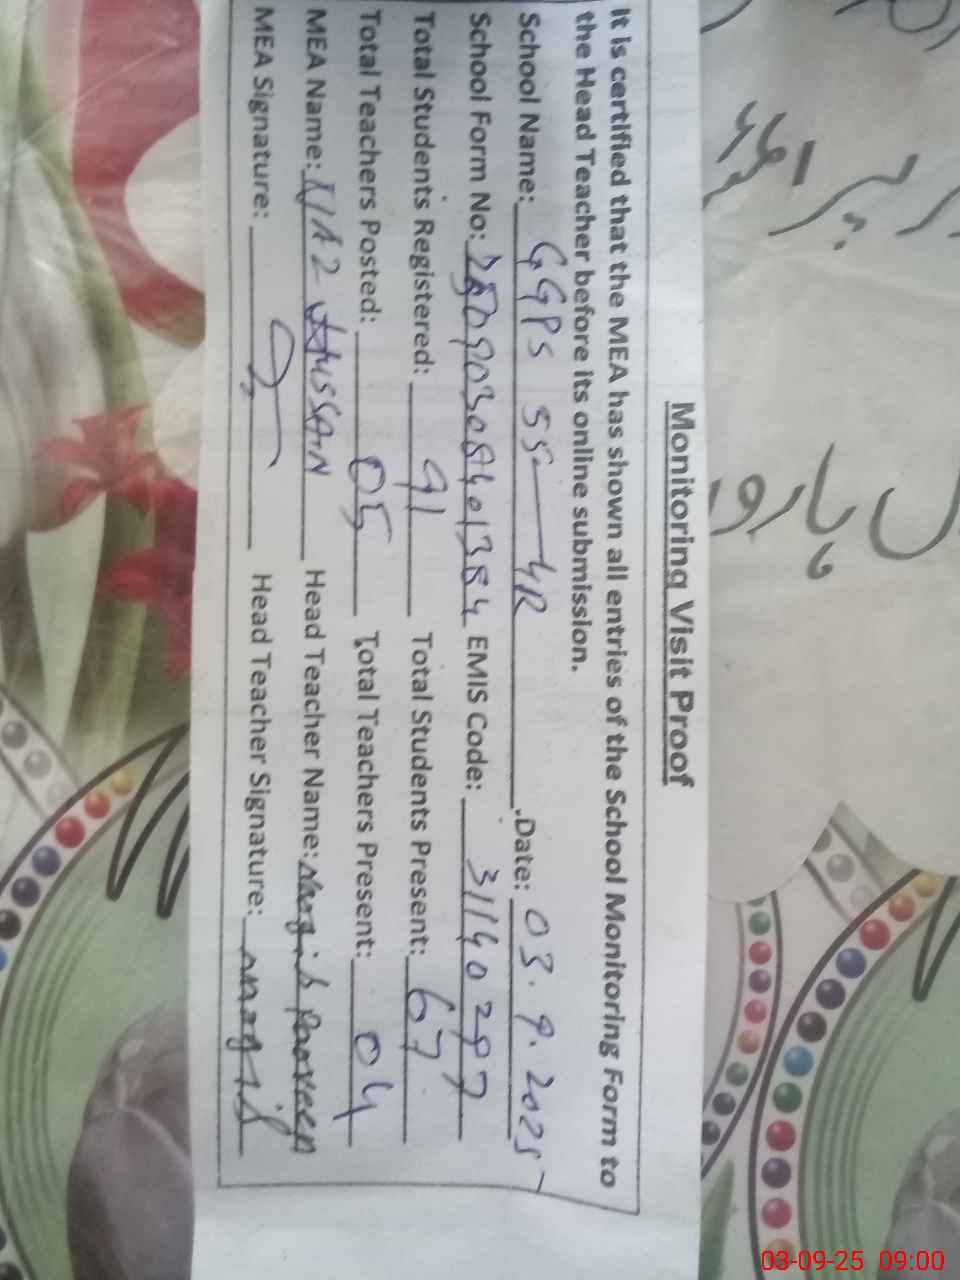 Monitoring Visit Proof
It is certified that the MEA has shown all entries of the School Monitoring Form to
the Head Teacher before its online submission.
School Name: GGPS 55 4R Date: 03.9.2025
School Form No: EMIS Code: 31140297
Total Students Registered: 91 Total Students Present: 67
Total Teachers Posted: 05 Total Teachers Present: 04
MEA Name: HUSSAIN Head Teacher Name: Nargis Parveen
MEA Signature: Head Teacher Signature:
03-09-25 09:00